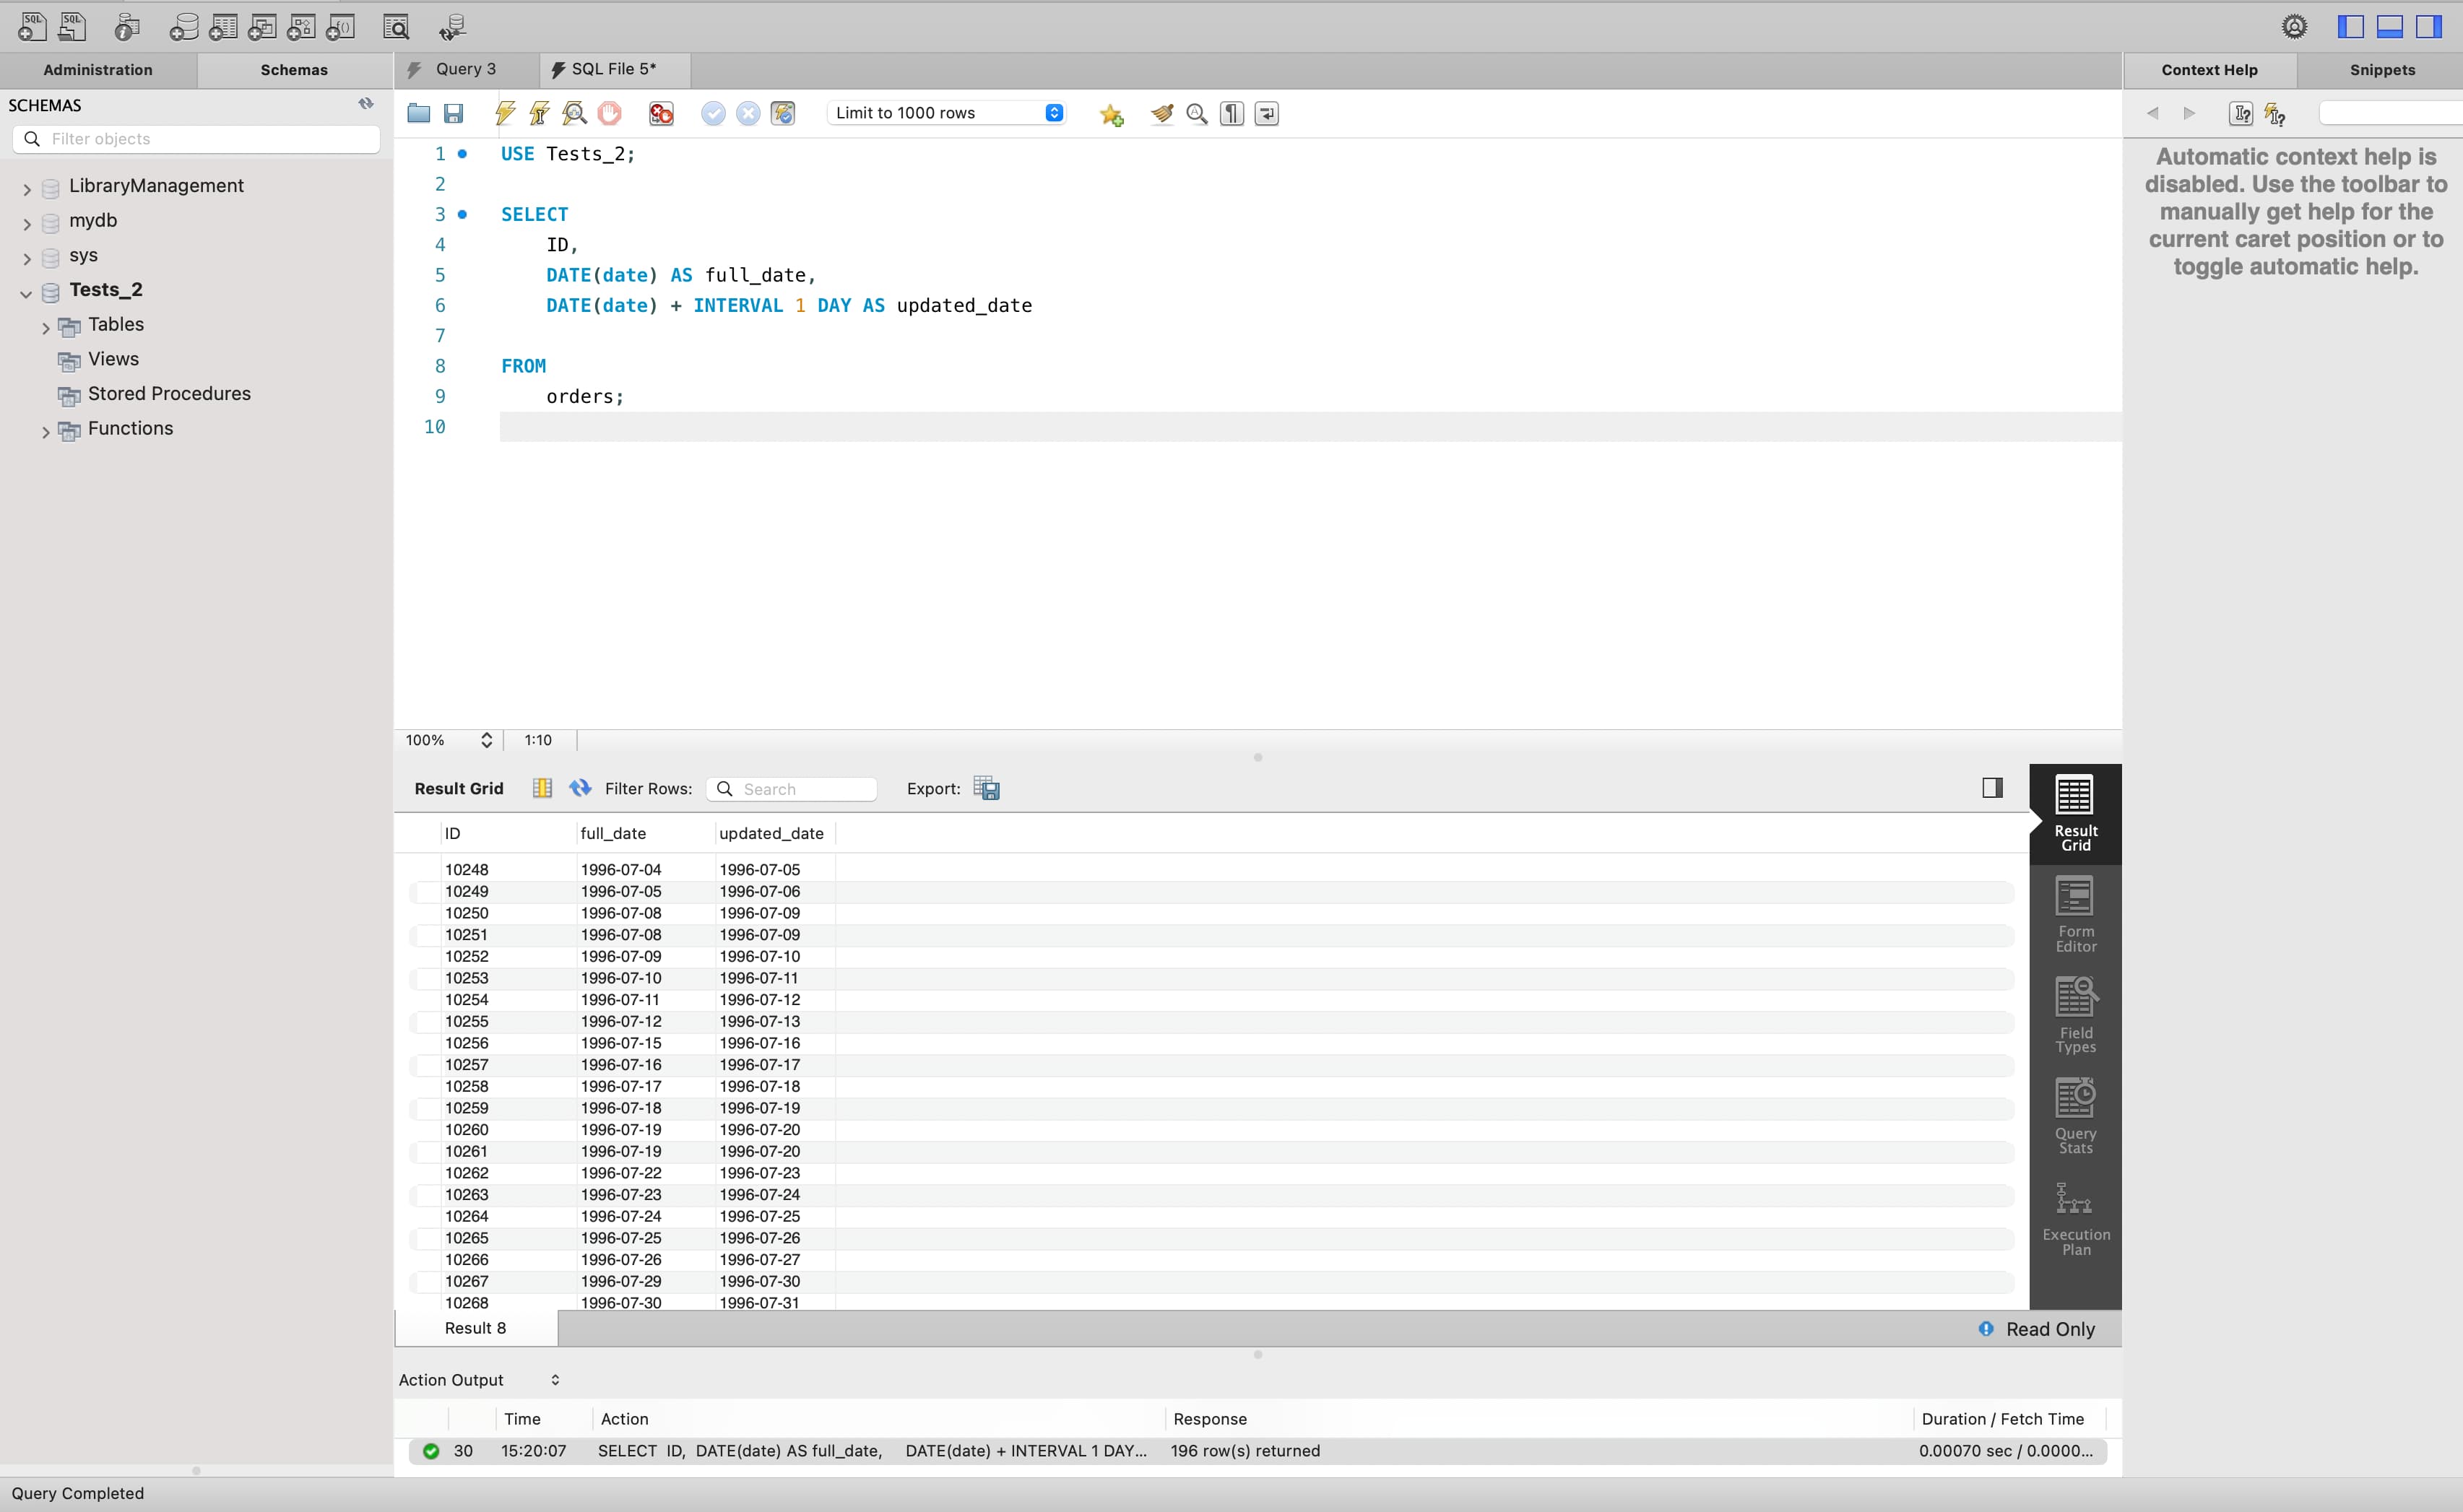 Administration
Schemas
Query 3
SQL File 5*
Context Help
Snippets
SCHEMAS
Filter objects
LibraryManagement
mydb
sys
Tests_2
Tables
Views
Stored Procedures
Functions
Limit to 1000 rows
1 USE Tests_2;
2
3 SELECT
4 ID,
5 DATE(date) AS full_date,
6 DATE(date) + INTERVAL 1 DAY AS updated_date
7
8 FROM
9 orders;
10
Automatic context help is
disabled. Use the toolbar to
manually get help for the
current caret position or to
toggle automatic help.
100% 1:10
Result Grid Filter Rows: Search Export:
ID full_date updated_date
10248 1996-07-04 1996-07-05
10249 1996-07-05 1996-07-06
10250 1996-07-08 1996-07-09
10251 1996-07-08 1996-07-09
10252 1996-07-09 1996-07-10
10253 1996-07-10 1996-07-11
10254 1996-07-11 1996-07-12
10255 1996-07-12 1996-07-13
10256 1996-07-15 1996-07-16
10257 1996-07-16 1996-07-17
10258 1996-07-17 1996-07-18
10259 1996-07-18 1996-07-19
10260 1996-07-19 1996-07-20
10261 1996-07-19 1996-07-20
10262 1996-07-22 1996-07-23
10263 1996-07-23 1996-07-24
10264 1996-07-24 1996-07-25
10265 1996-07-25 1996-07-26
10266 1996-07-26 1996-07-27
10267 1996-07-29 1996-07-30
10268 1996-07-30 1996-07-31
Result
Grid
Form
Editor
Field
Types
Query
Stats
Execution
Plan
Result 8
Read Only
Action Output
Time Action Response Duration / Fetch Time
30 15:20:07 SELECT ID, DATE(date) AS full_date, DATE(date) + INTERVAL 1 DAY... 196 row(s) returned 0.00070 sec / 0.0000...
Query Completed